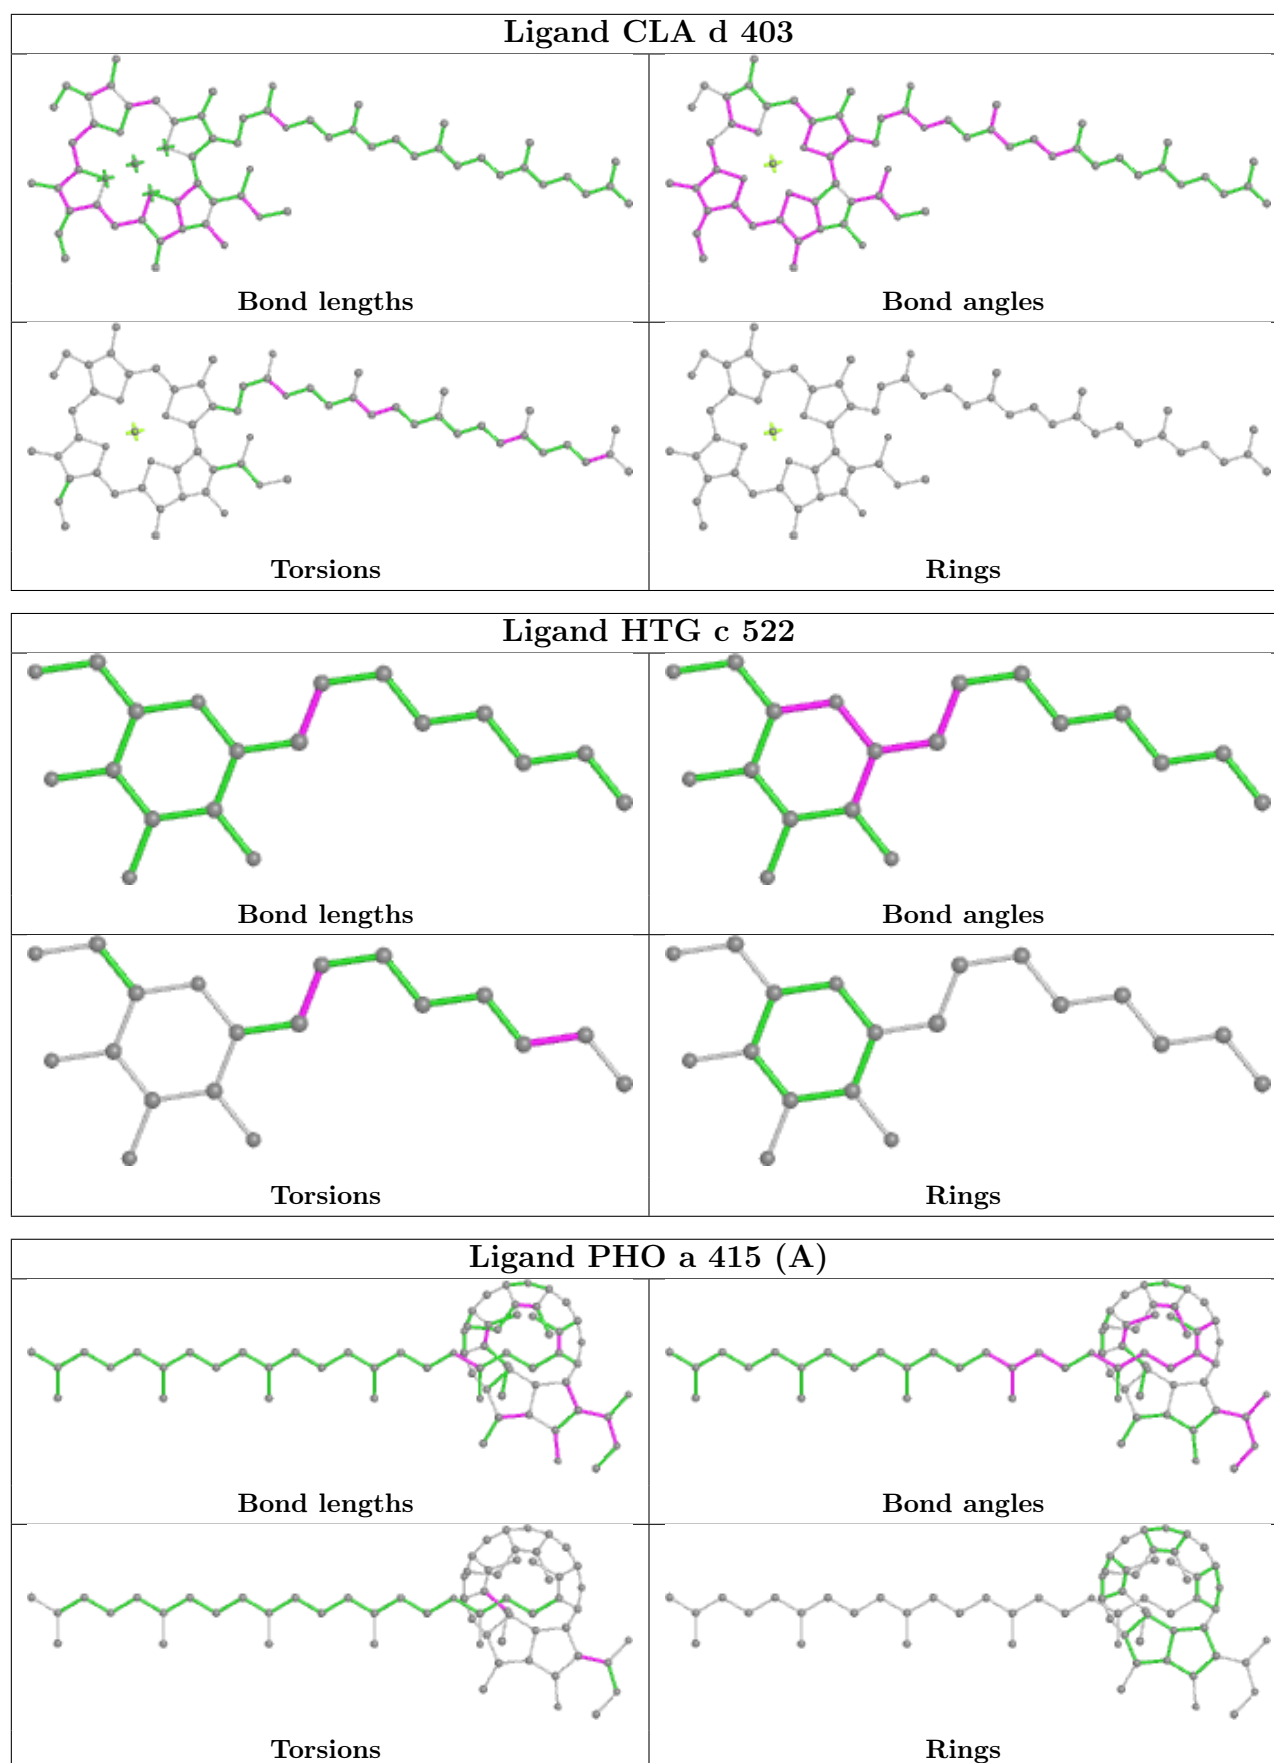 Ligand CLA d 403
Bond lengths
Bond angles
Torsions
Rings
Ligand HTG c 522
Bond lengths
Bond angles
Torsions
Rings
Ligand PHO a 415 (A)
Bond lengths
Bond angles
Torsions
Rings